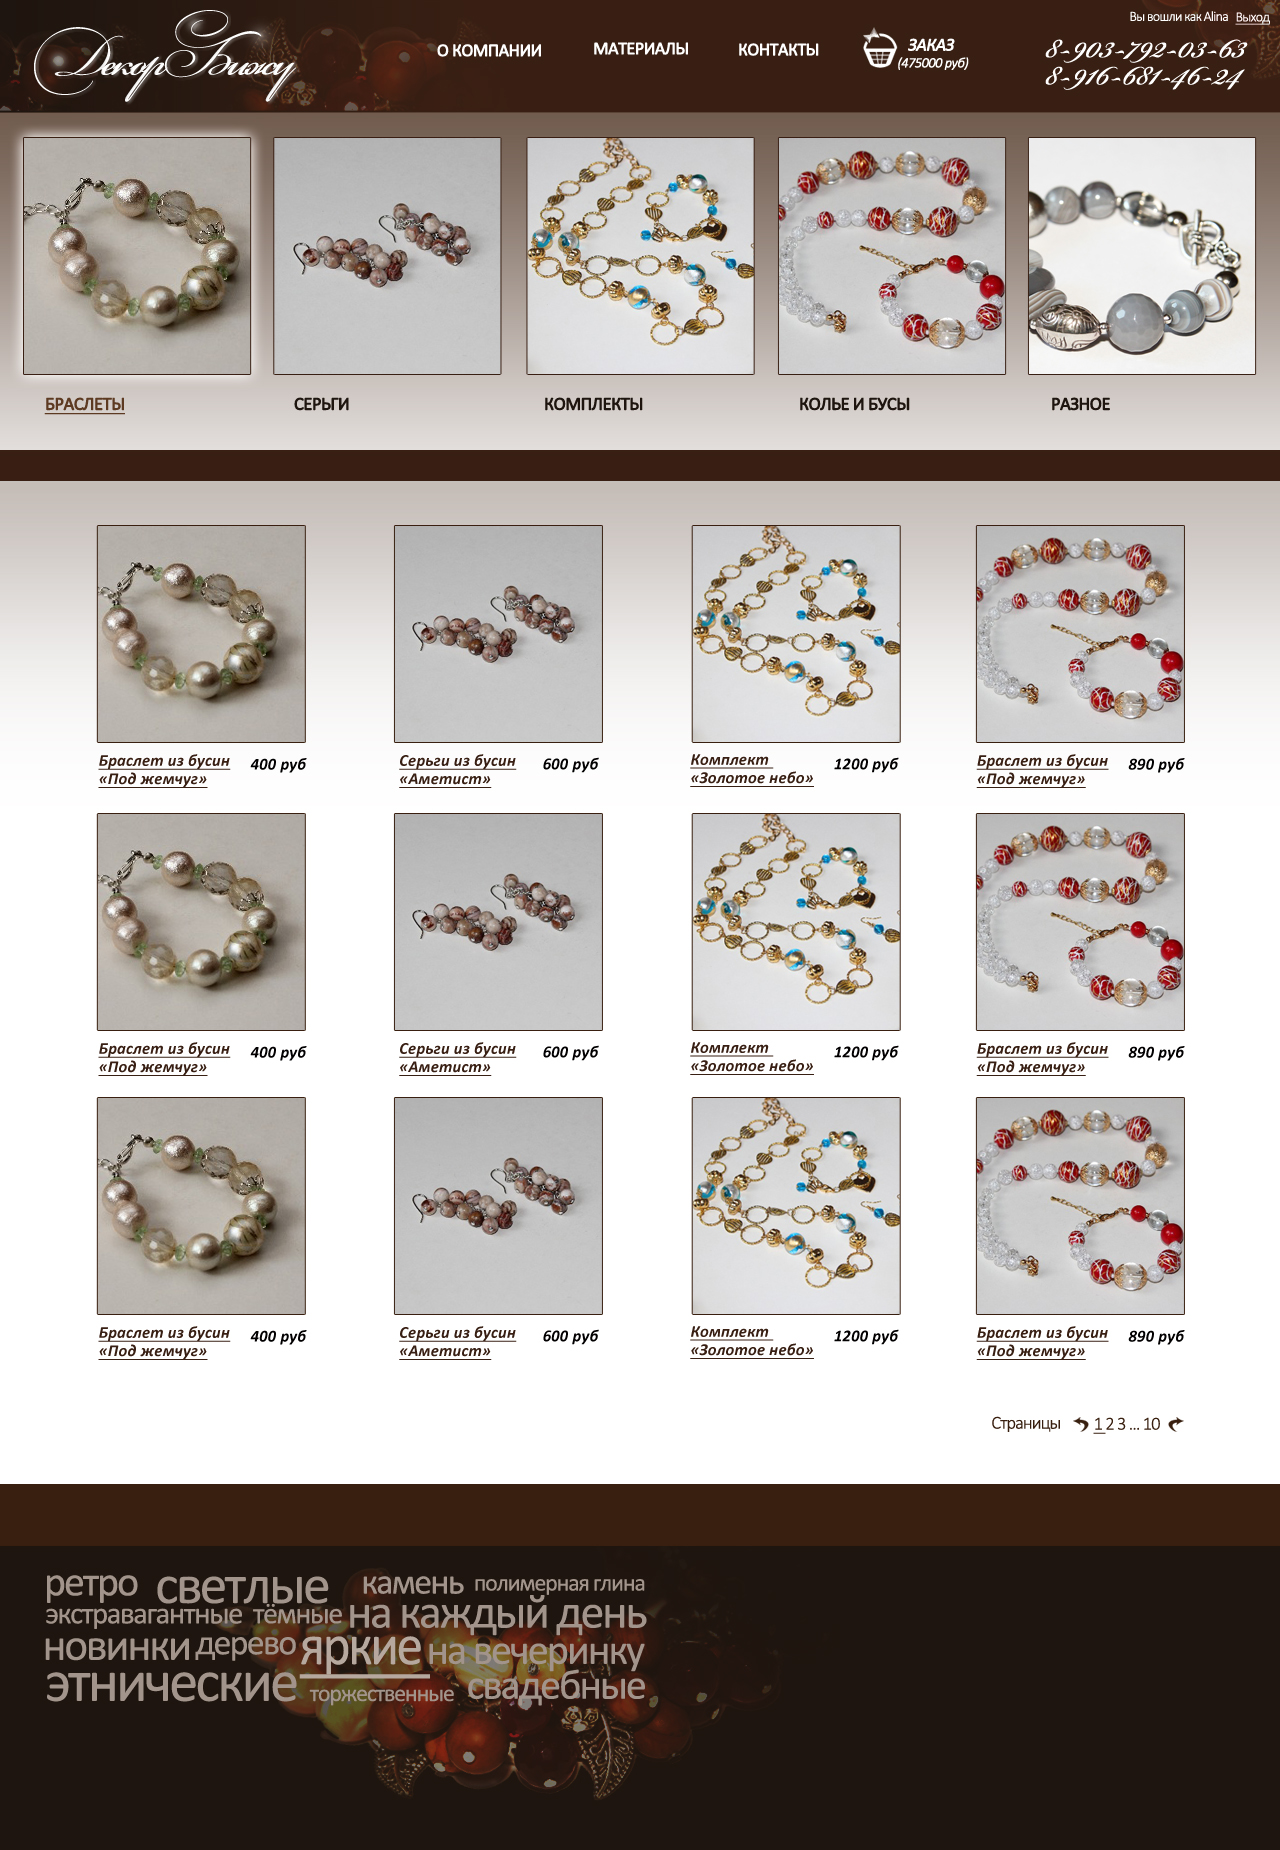 Вы вошли как Alina Выход
ДекорБижу
О КОМПАНИИ
МАТЕРИАЛЫ
КОНТАКТЫ
ЗАКАЗ
(475000 руб)
8-903-792-03-63
8-916-681-46-24
БРАСЛЕТЫ
СЕРЬГИ
КОМПЛЕКТЫ
КОЛЬЕ И БУСЫ
РАЗНОЕ
Браслет из бусин
«Под жемчуг»
400 руб
Серьги из бусин
«Аметист»
600 руб
Комплект
«Золотое небо»
1200 руб
Браслет из бусин
«Под жемчуг»
890 руб
Браслет из бусин
«Под жемчуг»
400 руб
Серьги из бусин
«Аметист»
600 руб
Комплект
«Золотое небо»
1200 руб
Браслет из бусин
«Под жемчуг»
890 руб
Браслет из бусин
«Под жемчуг»
400 руб
Серьги из бусин
«Аметист»
600 руб
Комплект
«Золотое небо»
1200 руб
Браслет из бусин
«Под жемчуг»
890 руб
Страницы 1 2 3 ... 10
ретро светлые камень полимерная глина
экстравагантные тёмные на каждый день
новинки дерево яркие на вечеринку
этнические торжественные свадебные